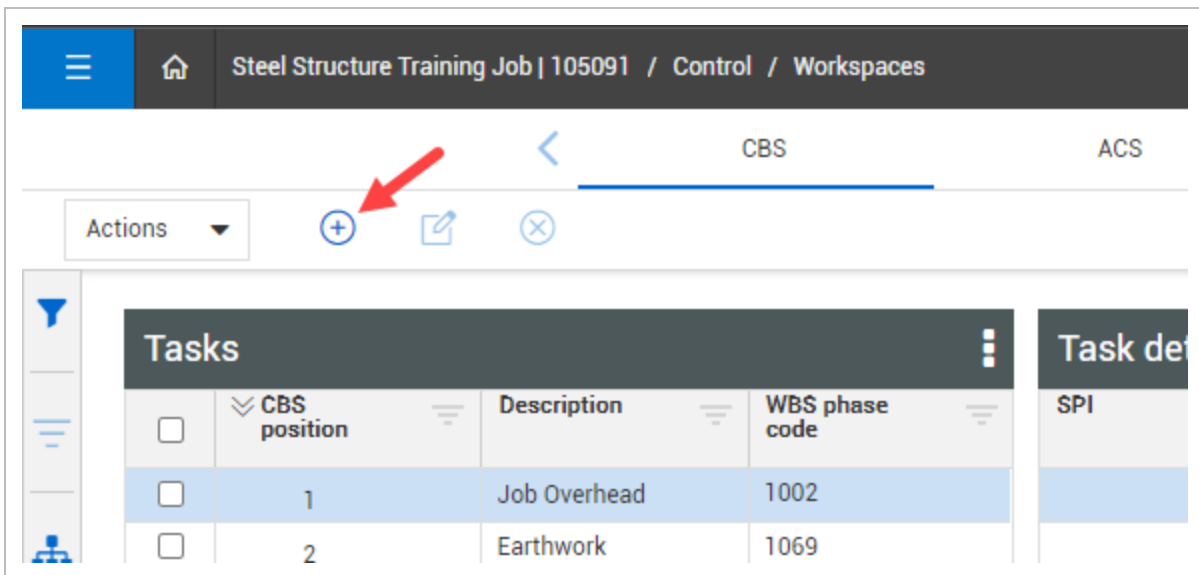 Steel Structure Training Job | 105091 / Control / Workspaces
CBS
ACS
Actions
Tasks
Task det
CBS position
Description
WBS phase code
SPI
1
Job Overhead
1002
2
Earthwork
1069